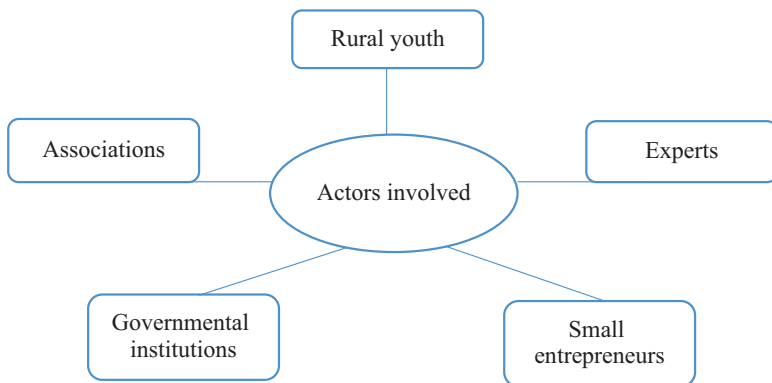 Rural youth
Associations
Experts
Actors involved
Governmental
institutions
Small
entrepreneurs